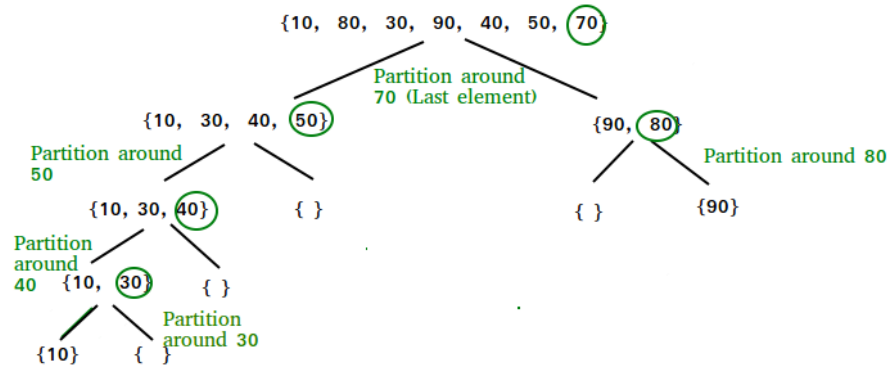 {10, 80, 30, 90, 40, 50, 70}
Partition around
70 (Last element)
{10, 30, 40, 50}
{90, 80}
Partition around
50
Partition around 80
{10, 30, 40}
{ }
{ }
{90}
Partition
around
40
{10, 30}
{ }
Partition
around 30
{10}
{ }